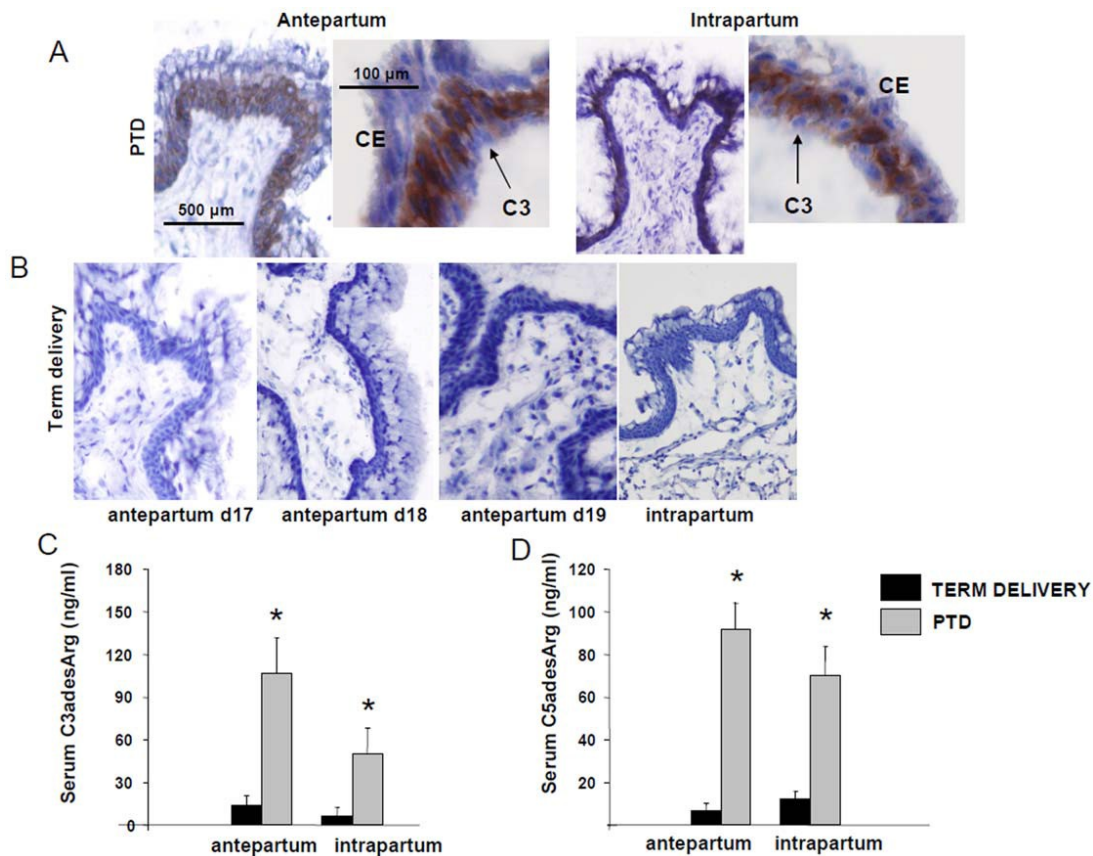 Antepartum
Intrapartum
A
PTD
500 µm
100 µm
CE
C3
CE
C3
B
Term delivery
antepartum d17
antepartum d18
antepartum d19
intrapartum
C
Serum C3adesArg (ng/ml)
180
150
120
90
60
30
0
*
*
antepartum
intrapartum
D
Serum C5adesArg (ng/ml)
120
100
80
60
40
20
*
*
antepartum
intrapartum
TERM DELIVERY
PTD